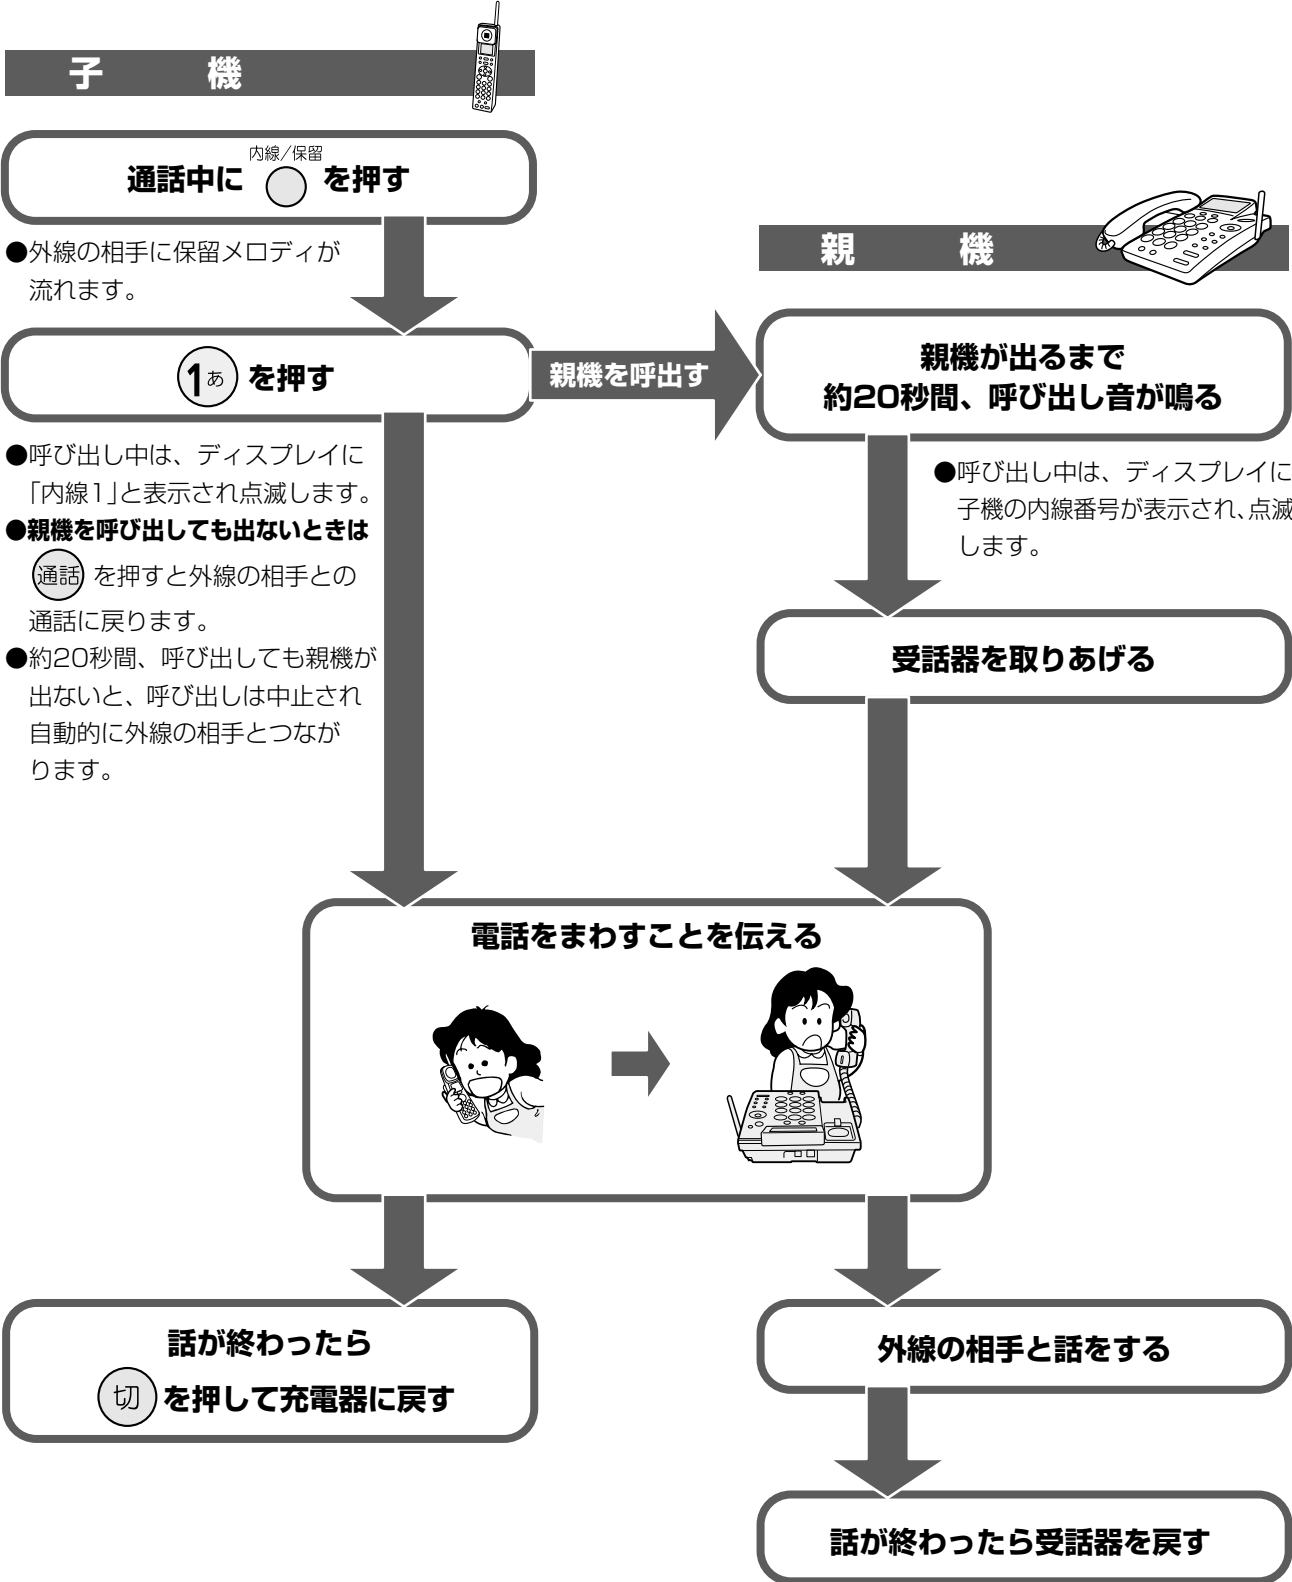 子 機
内線/保留
通話中に を押す
●外線の相手に保留メロディが
流れます。
1あ を押す
親機を呼出す
●呼び出し中は、ディスプレイに
「内線1」と表示され点滅します。
●親機を呼び出しても出ないときは
通話 を押すと外線の相手との
通話に戻ります。
●約20秒間、呼び出しても親機が
出ないと、呼び出しは中止され
自動的に外線の相手とつなが
ります。
親 機
親機が出るまで
約20秒間、呼び出し音が鳴る
●呼び出し中は、ディスプレイに
子機の内線番号が表示され、点滅
します。
受話器を取りあげる
電話をまわすことを伝える
話が終わったら
切 を押して充電器に戻す
外線の相手と話をする
話が終わったら受話器を戻す